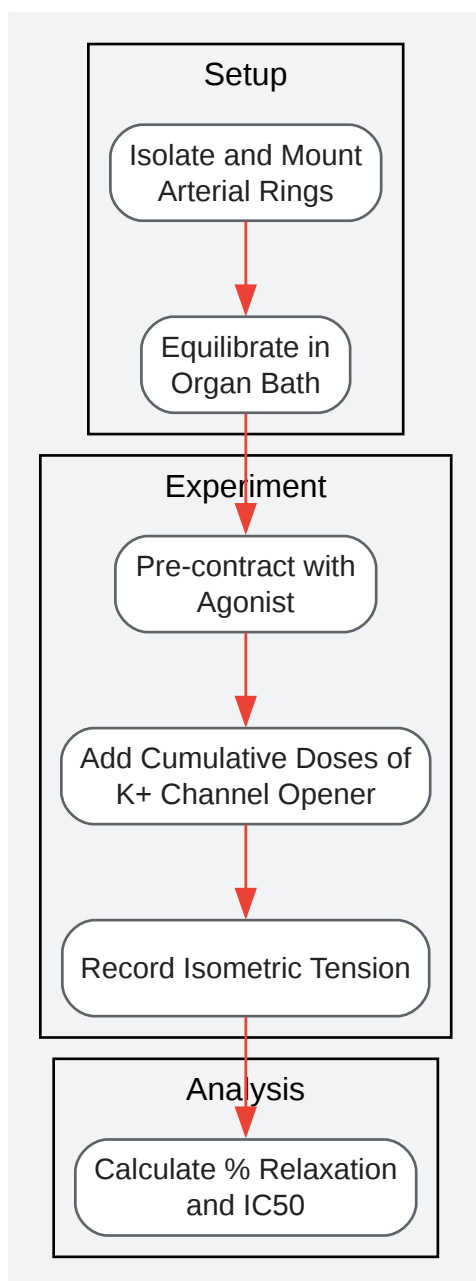 Setup
Isolate and Mount
Arterial Rings
Equilibrate in
Organ Bath
Experiment
Pre-contract with
Agonist
Add Cumulative Doses of
K+ Channel Opener
Record Isometric Tension
Analysis
Calculate % Relaxation
and IC50